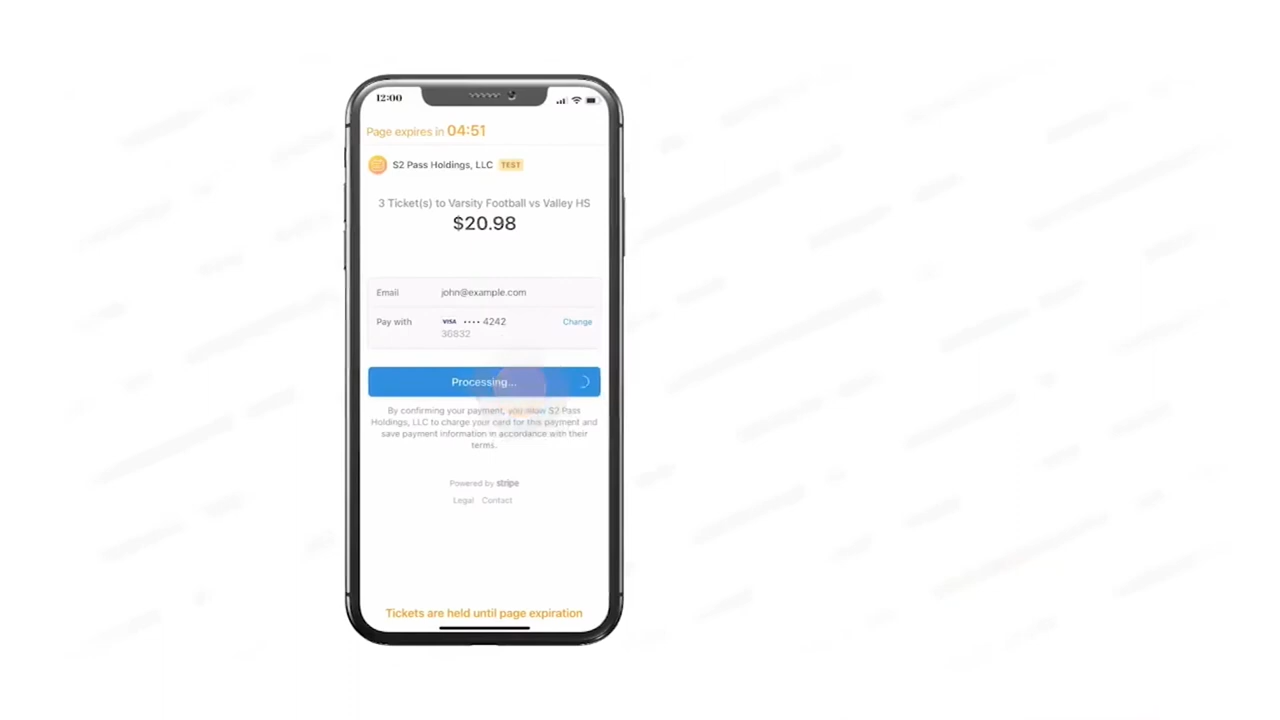 12:00
Page expires in 04:51
S2 Pass Holdings, LLC TEST
3 Ticket(s) to Varsity Football vs Valley HS
$20.98
Email john@example.com
Pay with VISA •••• 4242 Change
36832
Processing...
By confirming your payment, you allow S2 Pass
Holdings, LLC to charge your card for this payment and
save payment information in accordance with their
terms.
Powered by stripe
Legal Contact
Tickets are held until page expiration